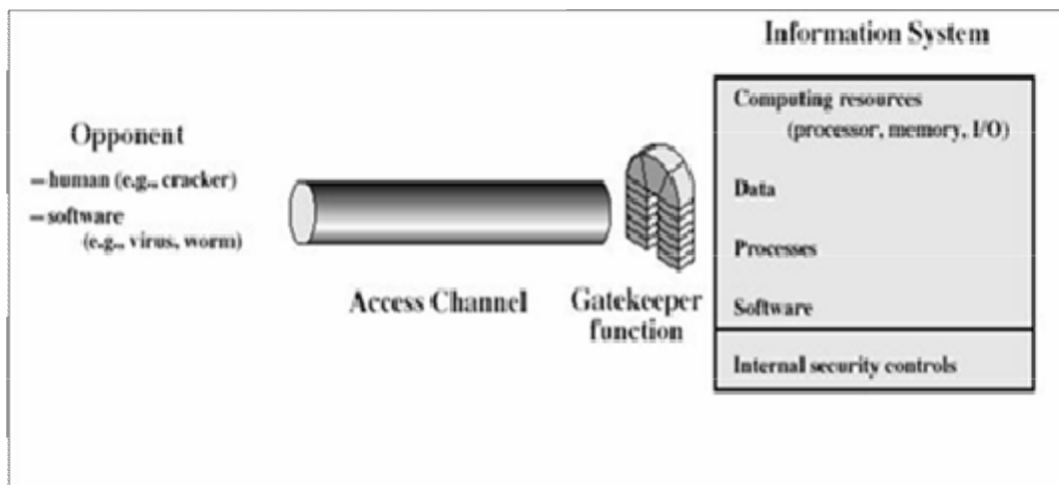 Information System
Computing resources
(processor, memory, I/O)
Data
Processes
Software
Internal security controls
Opponent
—human (e.g., cracker)
—software
(e.g., virus, worm)
Access Channel
Gatekeeper
function